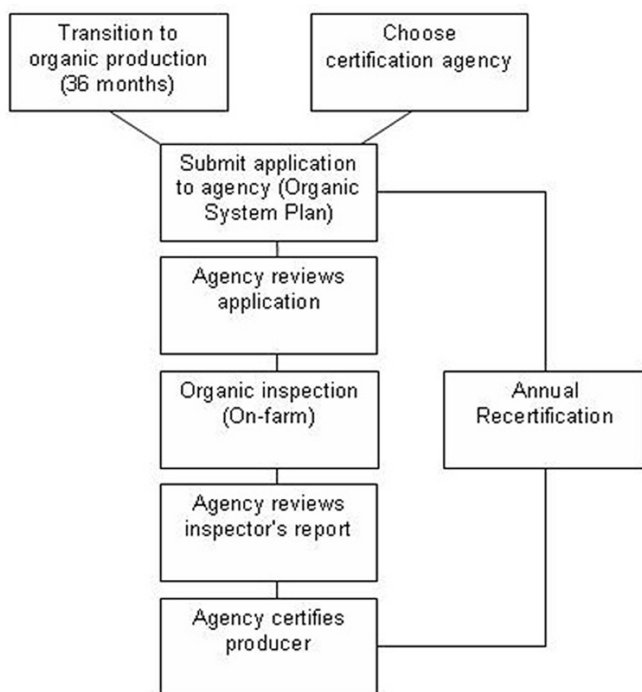 Transition to
organic production
(36 months)
Choose
certification agency
Submit application
to agency (Organic
System Plan)
Agency reviews
application
Organic inspection
(On-farm)
Annual
Recertification
Agency reviews
inspector's report
Agency certifies
producer